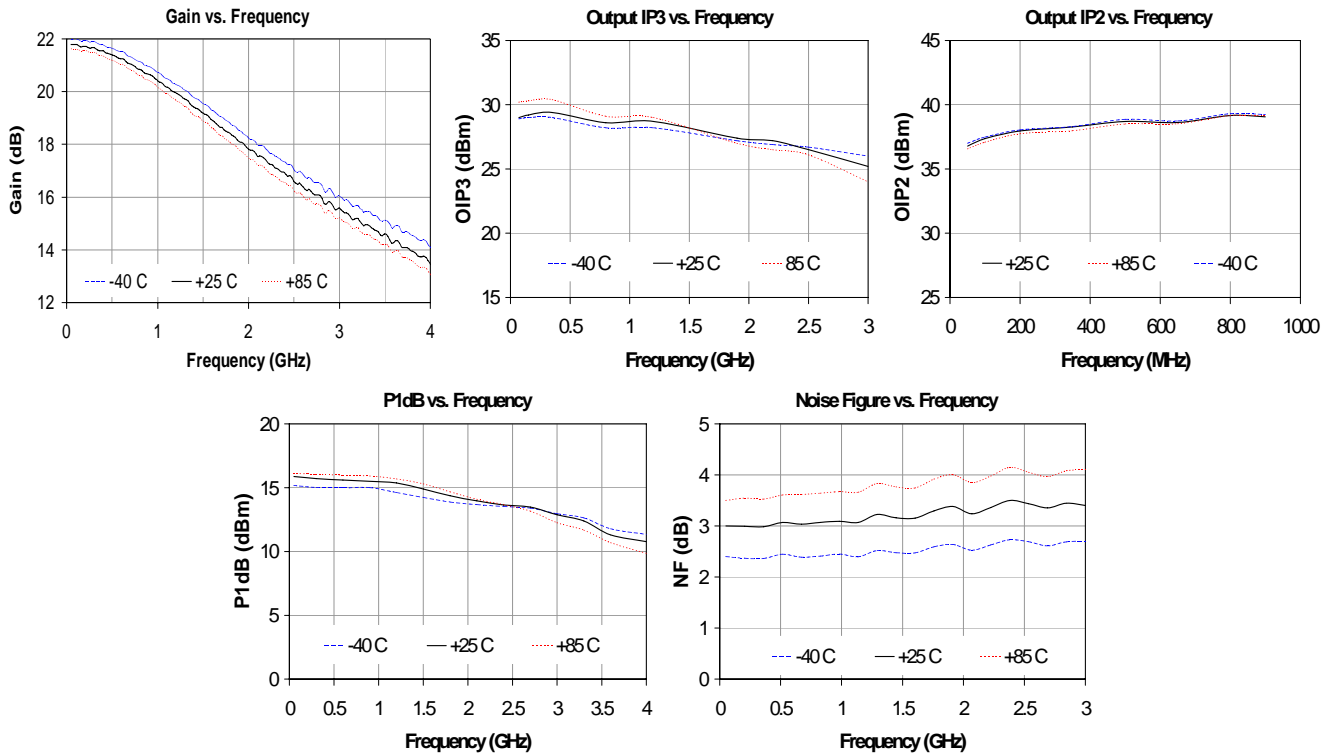 Gain vs. Frequency
Gain (dB)
22
20
18
16
14
12
-40 C
+25 C
+85 C
0
1
2
3
4
Frequency (GHz)
Output IP3 vs. Frequency
OIP3 (dBm)
35
30
25
20
15
-40 C
+25 C
85 C
0
0.5
1
1.5
2
2.5
3
Frequency (GHz)
Output IP2 vs. Frequency
OIP2 (dBm)
45
40
35
30
25
+25 C
+85 C
-40 C
0
200
400
600
800
1000
Frequency (MHz)
P1dB vs. Frequency
P1dB (dBm)
20
15
10
5
0
-40 C
+25 C
+85 C
0
0.5
1
1.5
2
2.5
3
3.5
4
Frequency (GHz)
Noise Figure vs. Frequency
NF (dB)
5
4
3
2
1
0
-40 C
+25 C
+85 C
0
0.5
1
1.5
2
2.5
3
Frequency (GHz)